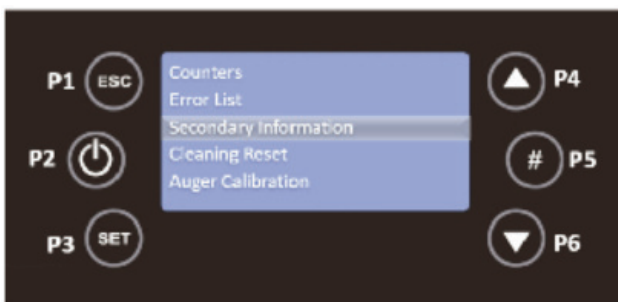 P1 ESC
P2
P3 SET
Counters
Error List
Secondary Information
Cleaning Reset
Auger Calibration
P4
# P5
P6